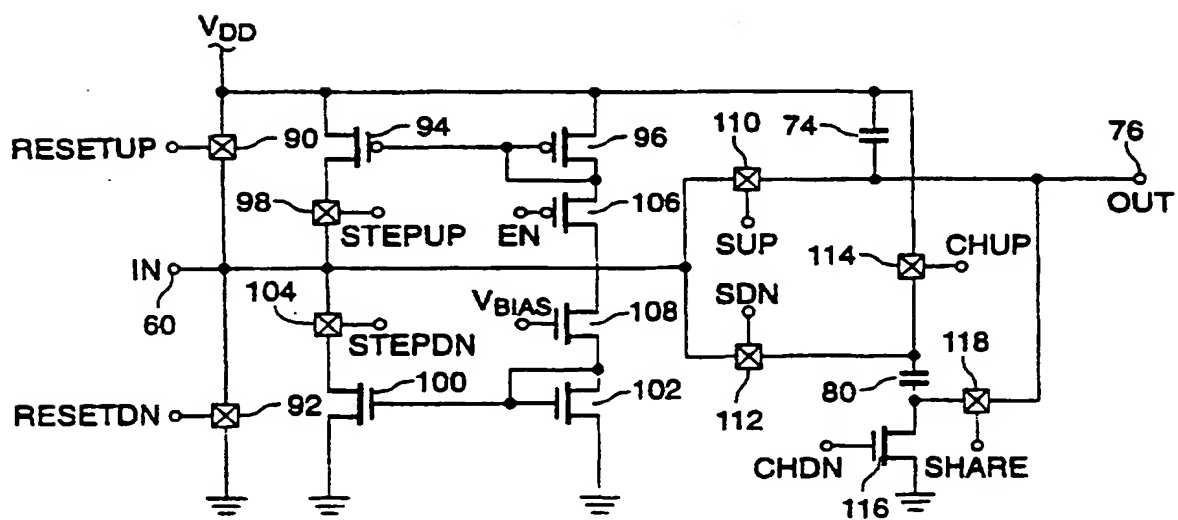 VDD
RESETUP
90
94
96
110
74
76
OUT
98
STEPUP
EN
106
SUP
114
CHUP
IN
60
104
STEPDN
VBIAS
108
SDN
118
80
100
102
112
RESETDN
92
CHDN
116
SHARE